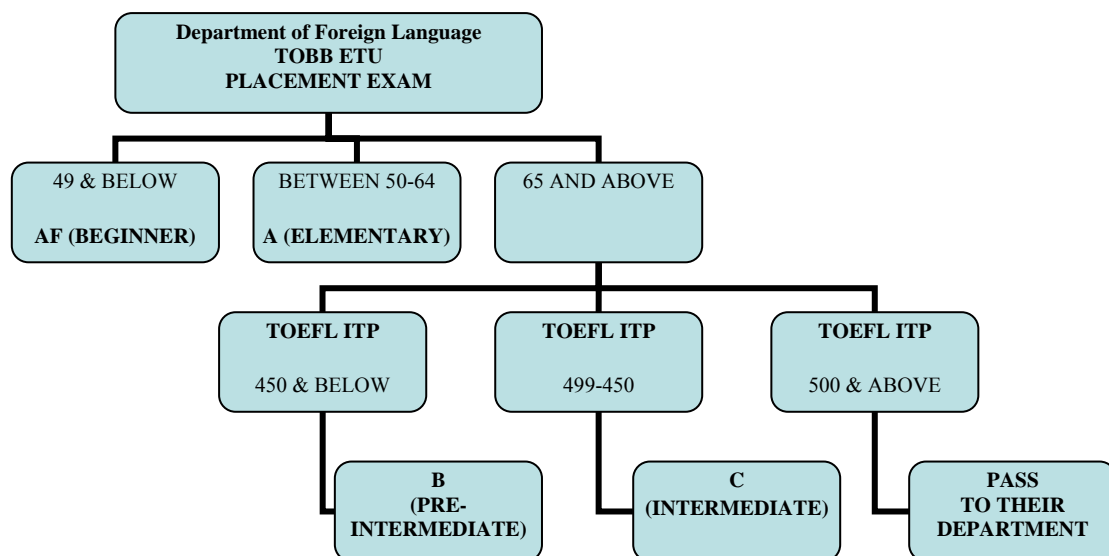 Department of Foreign Language
TOBB ETU
PLACEMENT EXAM
49 & BELOW
AF (BEGINNER)
BETWEEN 50-64
A (ELEMENTARY)
65 AND ABOVE
TOEFL ITP
450 & BELOW
TOEFL ITP
499-450
TOEFL ITP
500 & ABOVE
B
(PRE-
INTERMEDIATE)
C
(INTERMEDIATE)
PASS
TO THEIR
DEPARTMENT